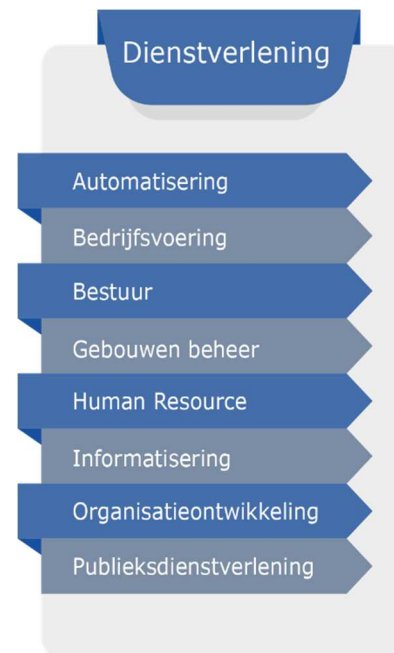 Dienstverlening
Automatisering
Bedrijfsvoering
Bestuur
Gebouwen beheer
Human Resource
Informatisering
Organisatieontwikkeling
Publieksdienstverlening